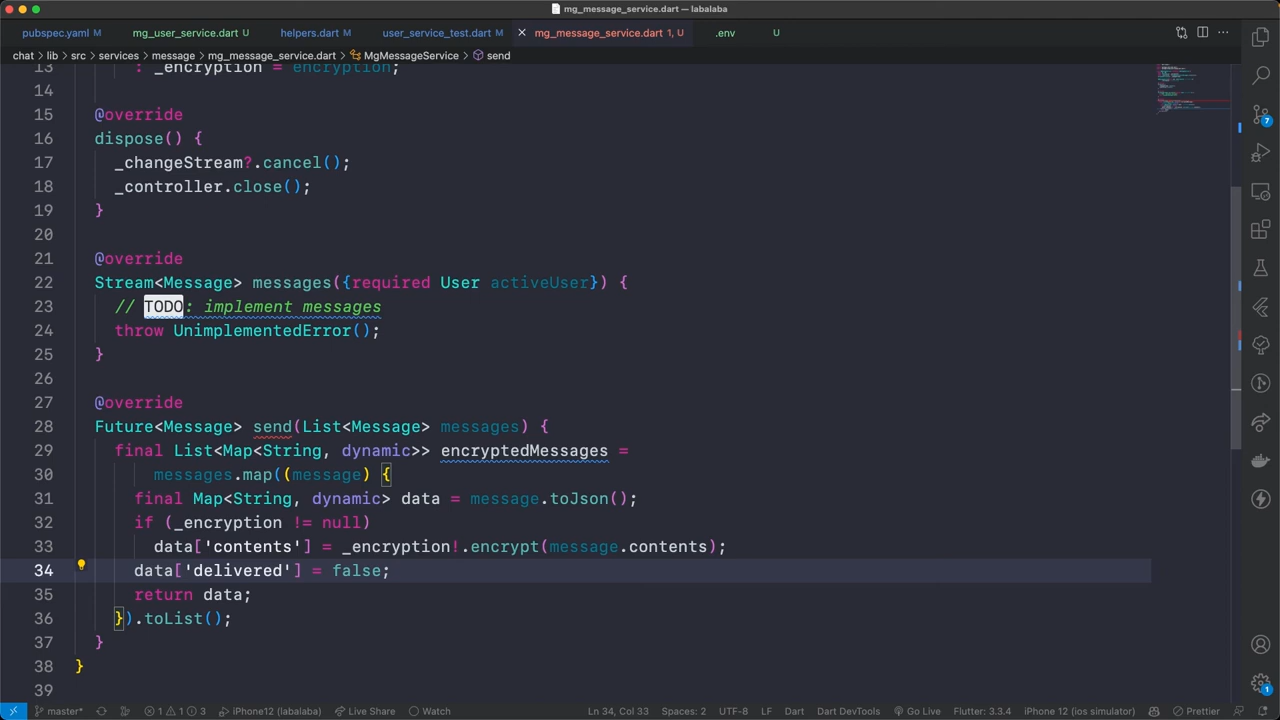 mg_message_service.dart — labalaba
pubspec.yaml M mg_user_service.dart U helpers.dart M user_service_test.dart M mg_message_service.dart 1, U .env U
chat > lib > src > services > message > mg_message_service.dart > MgMessageService > send
13 : _encryption = encryption;
14
15 @override
16 dispose() {
17 _changeStream?.cancel();
18 _controller.close();
19 }
20
21 @override
22 Stream<Message> messages({required User activeUser}) {
23 // TODO: implement messages
24 throw UnimplementedError();
25 }
26
27 @override
28 Future<Message> send(List<Message> messages) {
29 final List<Map<String, dynamic>> encryptedMessages =
30 messages.map((message) {
31 final Map<String, dynamic> data = message.toJson();
32 if (_encryption != null)
33 data['contents'] = _encryption!.encrypt(message.contents);
34 data['delivered'] = false;
35 return data;
36 }).toList();
37 }
38 }
39
7
1
master* 1 1 3 iPhone12 (labalaba) Live Share Watch Ln 34, Col 33 Spaces: 2 UTF-8 LF Dart Dart DevTools Go Live Flutter: 3.3.4 iPhone 12 (ios simulator) Prettier